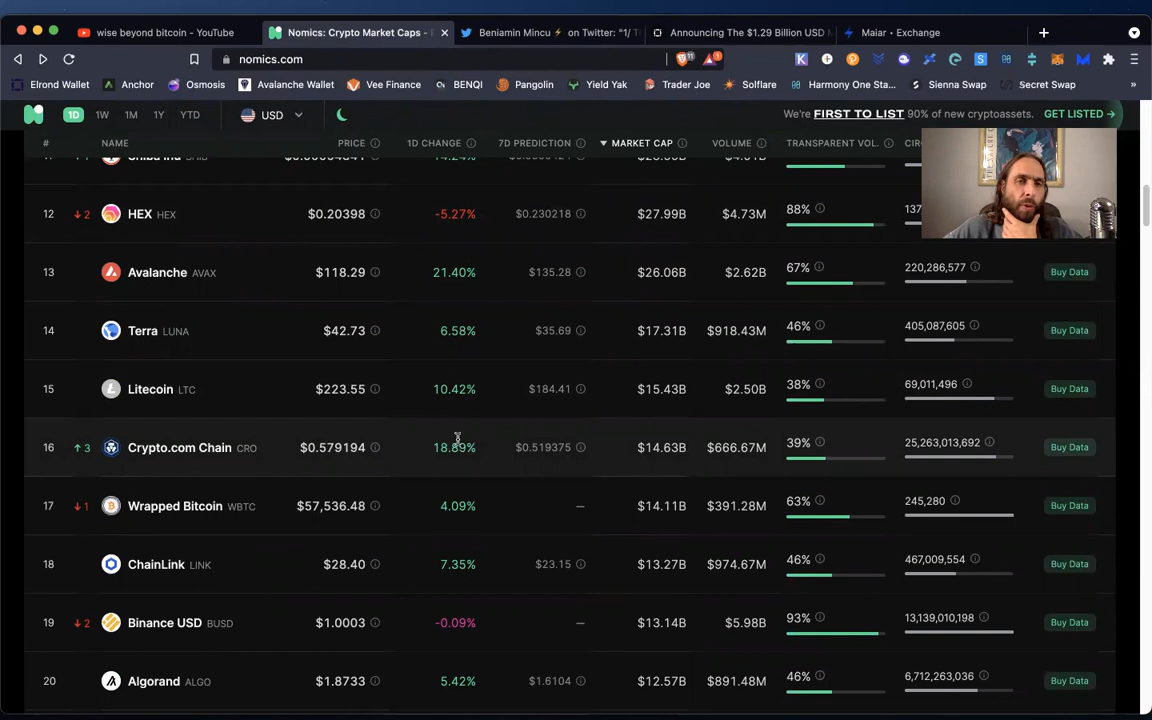 wise beyond bitcoin - YouTube
Nomics: Crypto Market Caps -
Beniamin Mincu ⚡ on Twitter: "1/ T
Announcing The $1.29 Billion USD
Maiar • Exchange
nomics.com
11
1
Elrond Wallet
Anchor
Osmosis
Avalanche Wallet
Vee Finance
BENQI
Pangolin
Yield Yak
Trader Joe
Solflare
Harmony One Sta...
Sienna Swap
Secret Swap
»
1D 1W 1M 1Y YTD USD
We're FIRST TO LIST 90% of new cryptoassets. GET LISTED →
# NAME PRICE 1D CHANGE 7D PREDICTION ▼ MARKET CAP VOLUME TRANSPARENT VOL.
12 ↓ 2 HEX HEX $0.20398 -5.27% $0.230218 $27.99B $4.73M 88% 137
13 Avalanche AVAX $118.29 21.40% $135.28 $26.06B $2.62B 67% 220,286,577 Buy Data
14 Terra LUNA $42.73 6.58% $35.69 $17.31B $918.43M 46% 405,087,605 Buy Data
15 Litecoin LTC $223.55 10.42% $184.41 $15.43B $2.50B 38% 69,011,496 Buy Data
16 ↑ 3 Crypto.com Chain CRO $0.579194 18.89% $0.519375 $14.63B $666.67M 39% 25,263,013,692 Buy Data
17 ↓ 1 Wrapped Bitcoin WBTC $57,536.48 4.09% – $14.11B $391.28M 63% 245,280 Buy Data
18 ChainLink LINK $28.40 7.35% $23.15 $13.27B $974.67M 46% 467,009,554 Buy Data
19 ↓ 2 Binance USD BUSD $1.0003 -0.09% – $13.14B $5.98B 93% 13,139,010,198 Buy Data
20 Algorand ALGO $1.8733 5.42% $1.6104 $12.57B $891.48M 46% 6,712,263,036 Buy Data